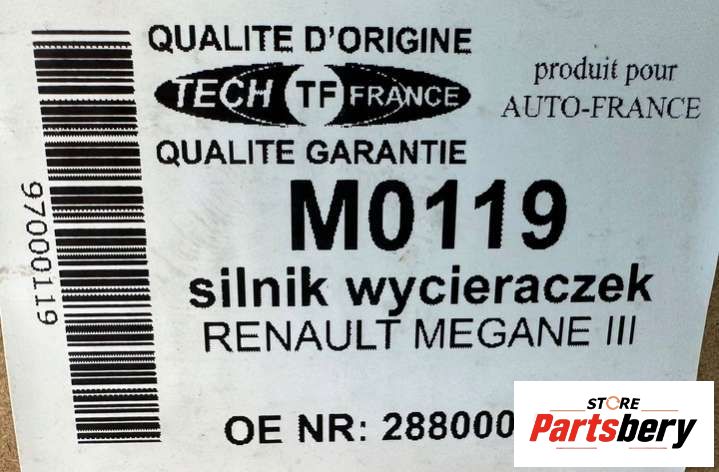 QUALITE D'ORIGINE
TECH TF FRANCE
QUALITE GARANTIE
produit pour
AUTO-FRANCE
97000119
M0119
silnik wycieraczek
RENAULT MEGANE III
OE NR: 288000
STORE
Partsbery